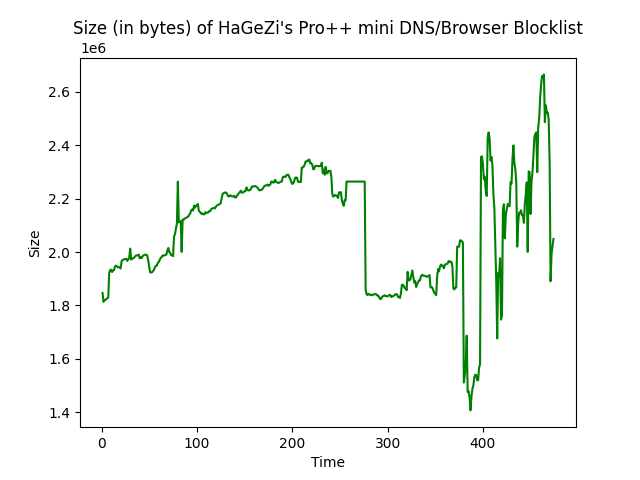 Size (in bytes) of HaGeZi's Pro++ mini DNS/Browser Blocklist
1e6
2.6
2.4
2.2
2.0
1.8
1.6
1.4
Size
0 100 200 300 400
Time